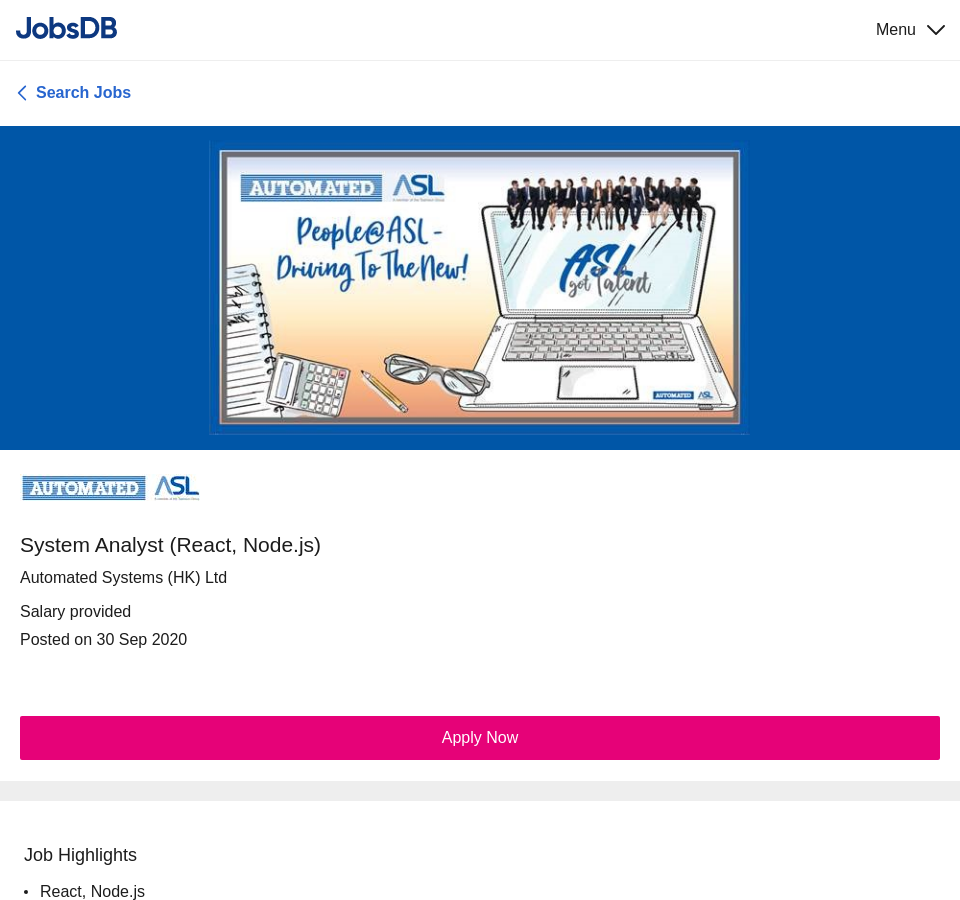 JobsDB
Menu
Search Jobs
AUTOMATED ASL
People@ASL -
Driving To The New!
ASL
got Talent
AUTOMATED ASL
AUTOMATED ASL
System Analyst (React, Node.js)
Automated Systems (HK) Ltd
Salary provided
Posted on 30 Sep 2020
Apply Now
Job Highlights
• React, Node.js